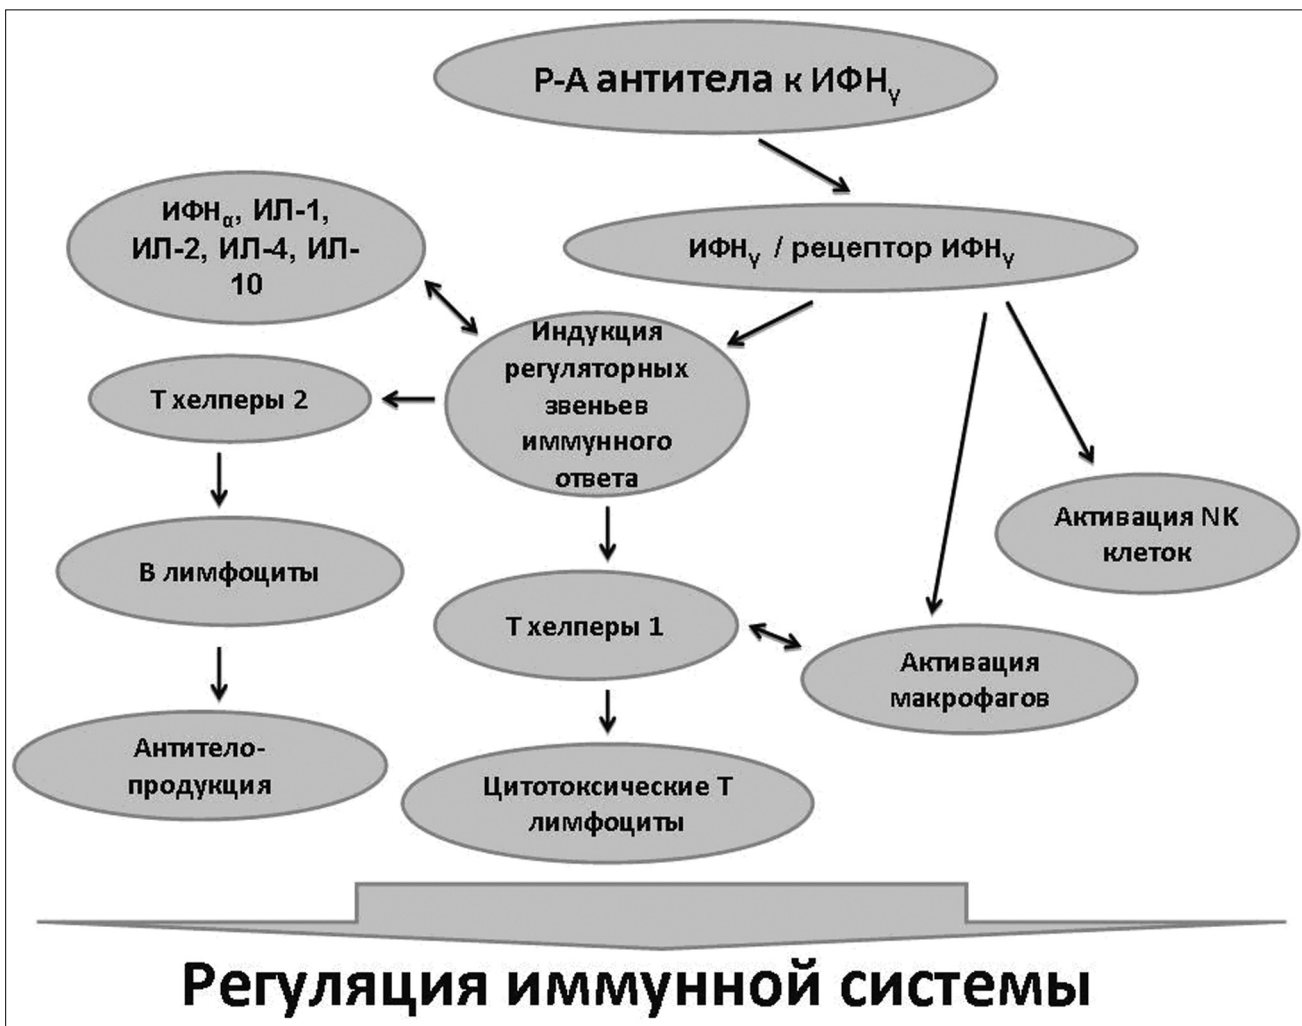 Р-А антитела к ИФНγ
ИФНα, ИЛ-1,
ИЛ-2, ИЛ-4, ИЛ-
10
ИФНγ / рецептор ИФНγ
Индукция
регуляторных
звеньев
иммунного
ответа
Т хелперы 2
Активация NK
клеток
В лимфоциты
Т хелперы 1
Активация
макрофагов
Антитело-
продукция
Цитотоксические Т
лимфоциты
Регуляция иммунной системы